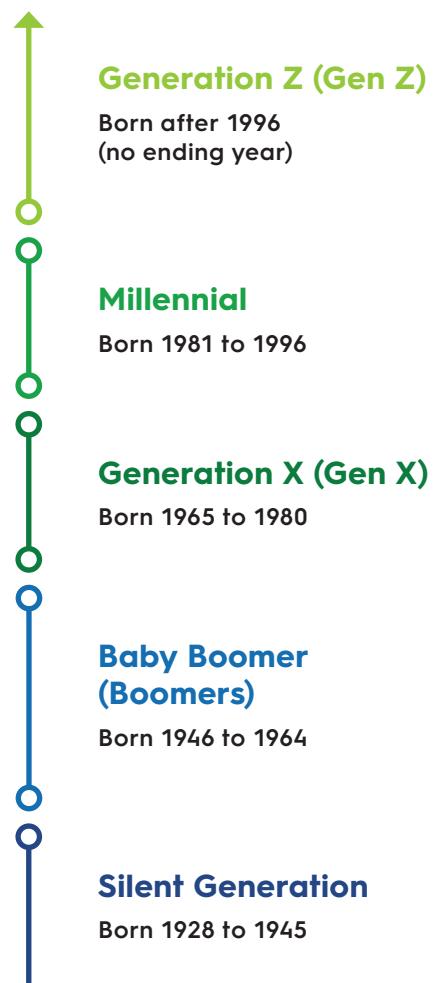 Generation Z (Gen Z)
Born after 1996
(no ending year)
Millennial
Born 1981 to 1996
Generation X (Gen X)
Born 1965 to 1980
Baby Boomer
(Boomers)
Born 1946 to 1964
Silent Generation
Born 1928 to 1945